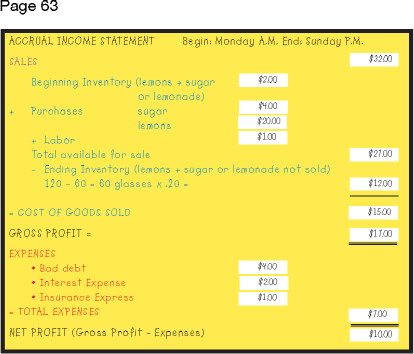 Page 63
ACCRUAL INCOME STATEMENT Begin: Monday A.M. End: Sunday P.M.
SALES $32.00
Beginning Inventory (lemons + sugar $2.00
or lemonade)
+ Purchases sugar $4.00
lemons $20.00
+ Labor $1.00
Total available for sale $27.00
- Ending Inventory (lemons + sugar or lemonade not sold)
120 - 60 = 60 glasses x .20 = $12.00
= COST OF GOODS SOLD $15.00
GROSS PROFIT = $17.00
EXPENSES
• Bad debt $4.00
• Interest Expense $2.00
• Insurance Express $1.00
= TOTAL EXPENSES $7.00
NET PROFIT (Gross Profit - Expenses) $10.00